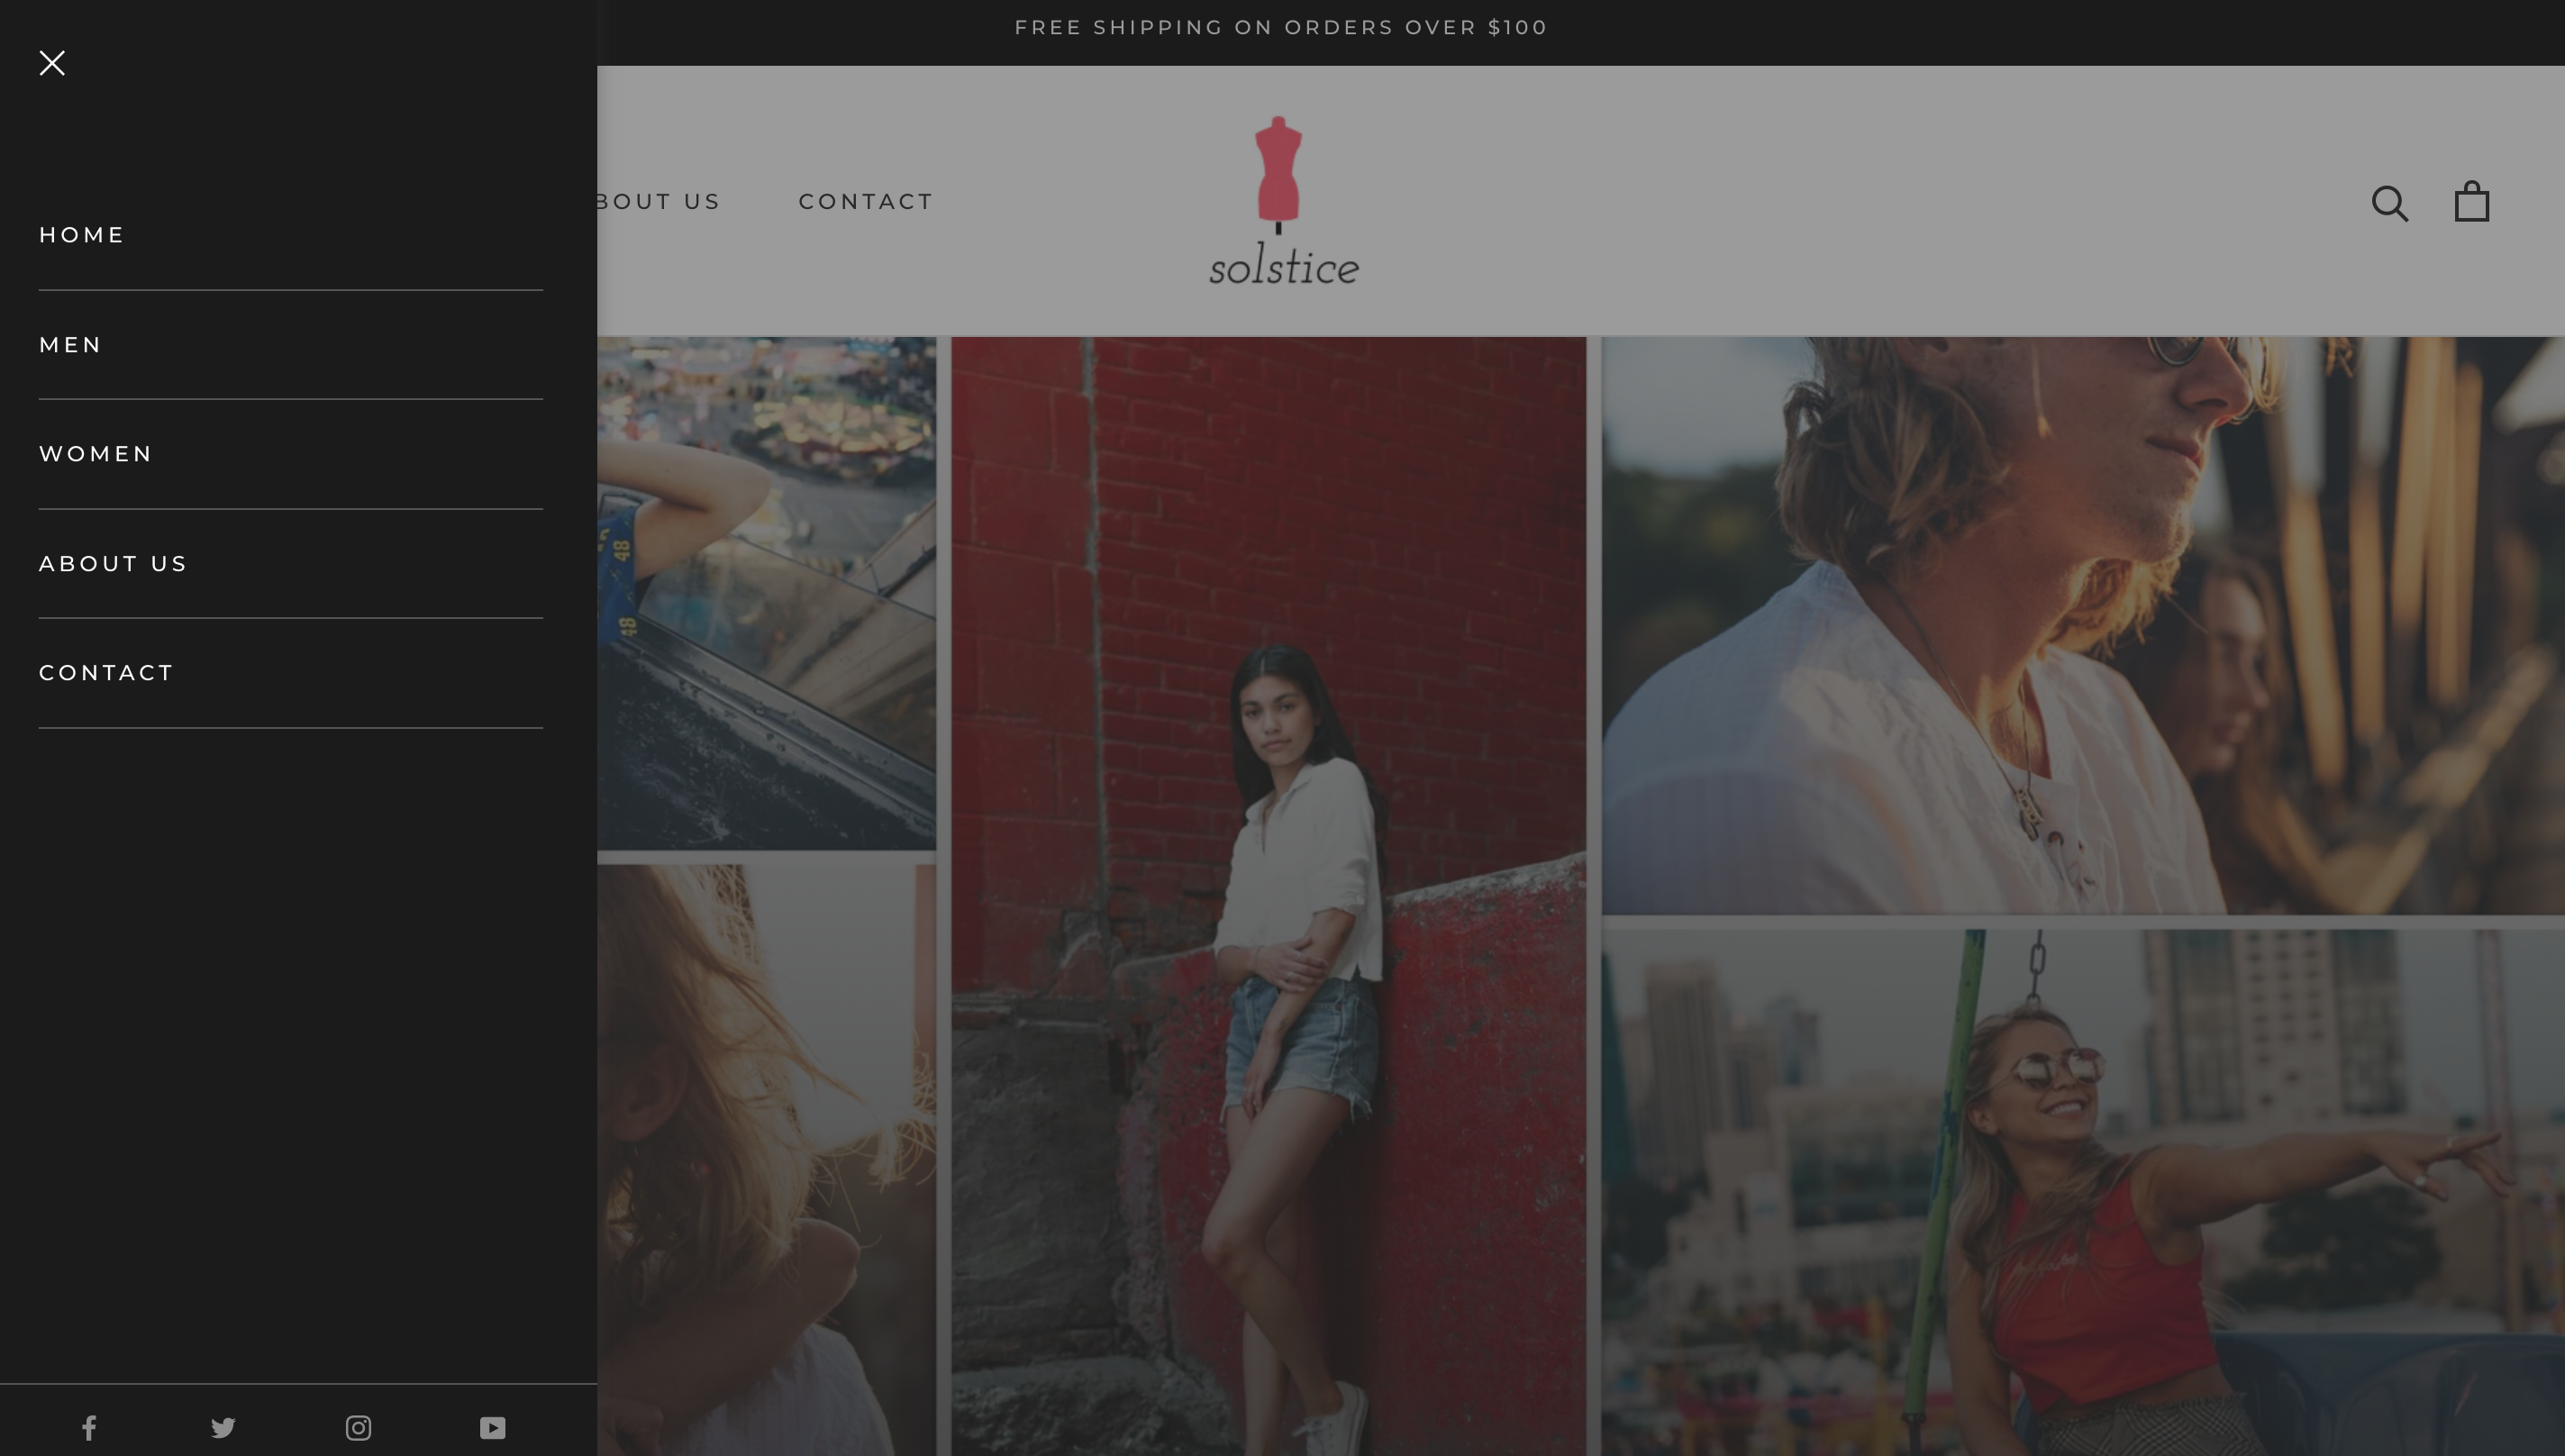 FREE SHIPPING ON ORDERS OVER $100
HOME
MEN
WOMEN
ABOUT US
CONTACT
BOUT US
CONTACT
solstice
48
48